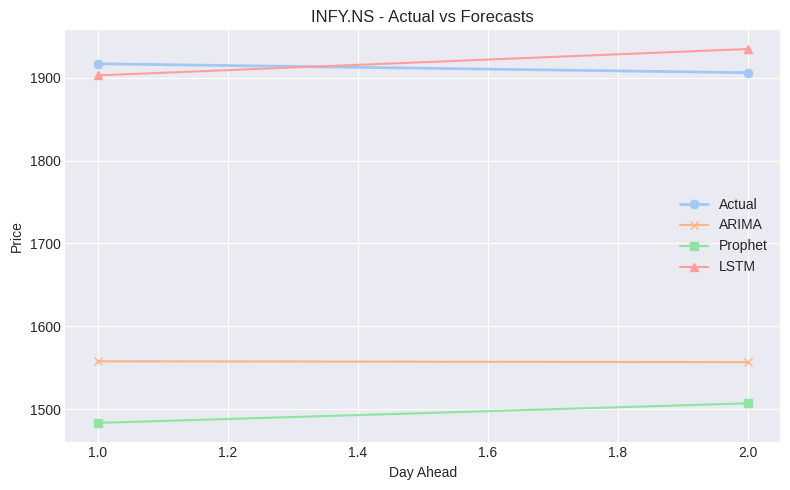 INFY.NS - Actual vs Forecasts
Price
1900
1800
1700
1600
1500
Actual
ARIMA
Prophet
LSTM
1.0 1.2 1.4 1.6 1.8 2.0
Day Ahead